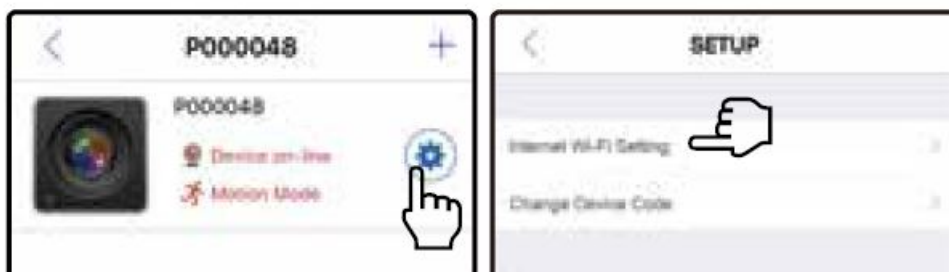 P000048
P000048
Device on-line
Motion Mode
SETUP
Internet Wi-Fi Setting
Change Device Code